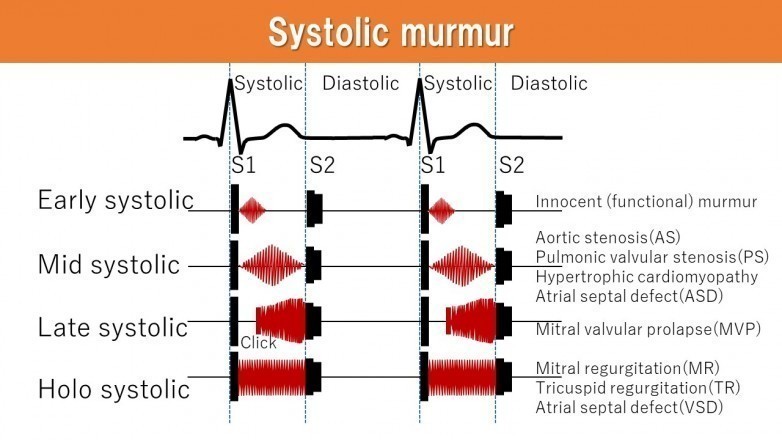 Systolic murmur
Systolic Diastolic Systolic Diastolic
S1 S2 S1 S2
Early systolic
Innocent (functional) murmur
Mid systolic
Aortic stenosis(AS)
Pulmonic valvular stenosis(PS)
Hypertrophic cardiomyopathy
Atrial septal defect(ASD)
Late systolic
Click
Mitral valvular prolapse(MVP)
Holo systolic
Mitral regurgitation(MR)
Tricuspid regurgitation(TR)
Atrial septal defect(VSD)